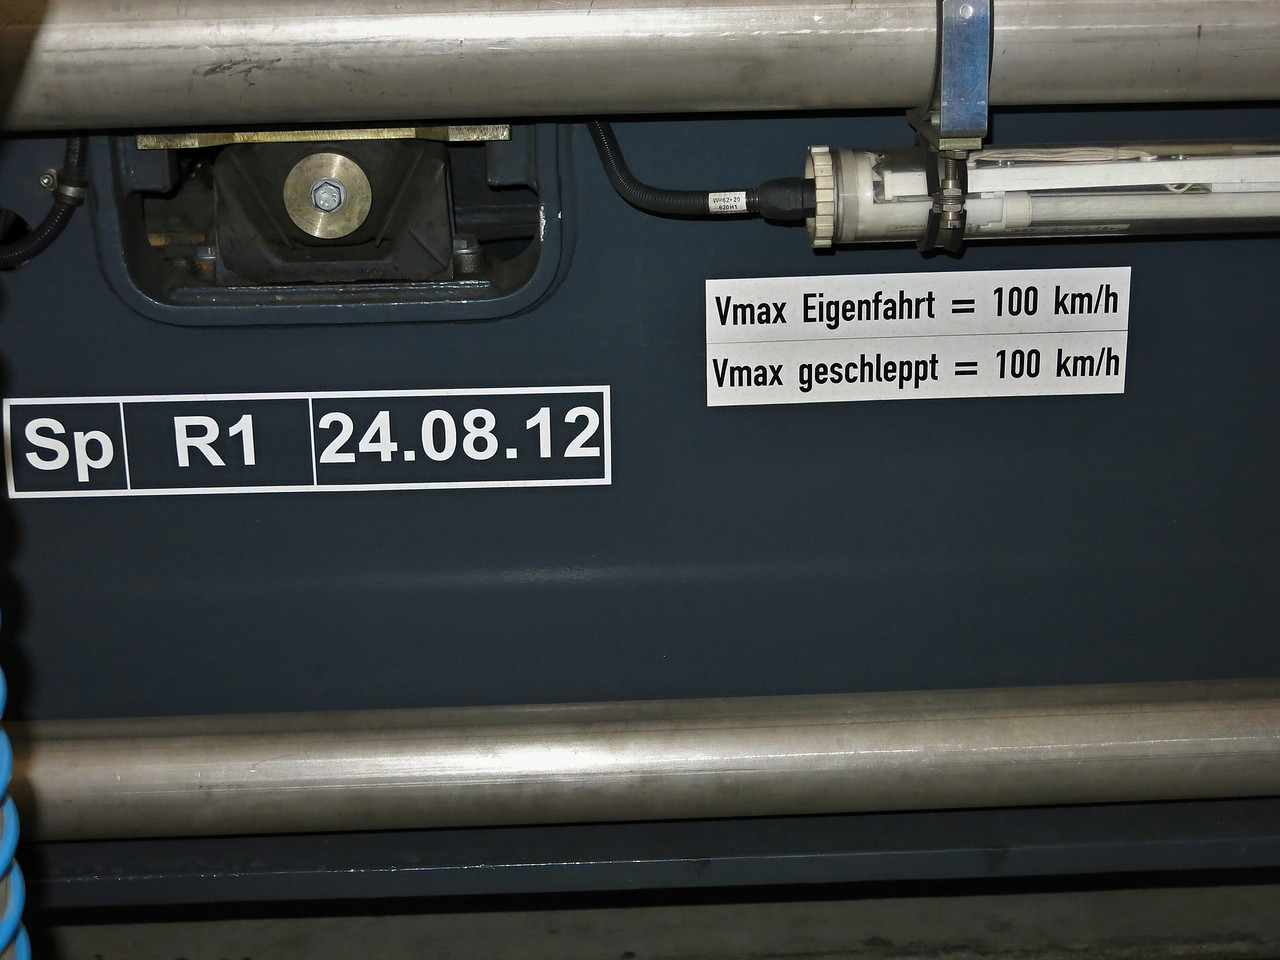 Vmax Eigenfahrt = 100 km/h
Vmax geschleppt = 100 km/h
Sp R1 24.08.12